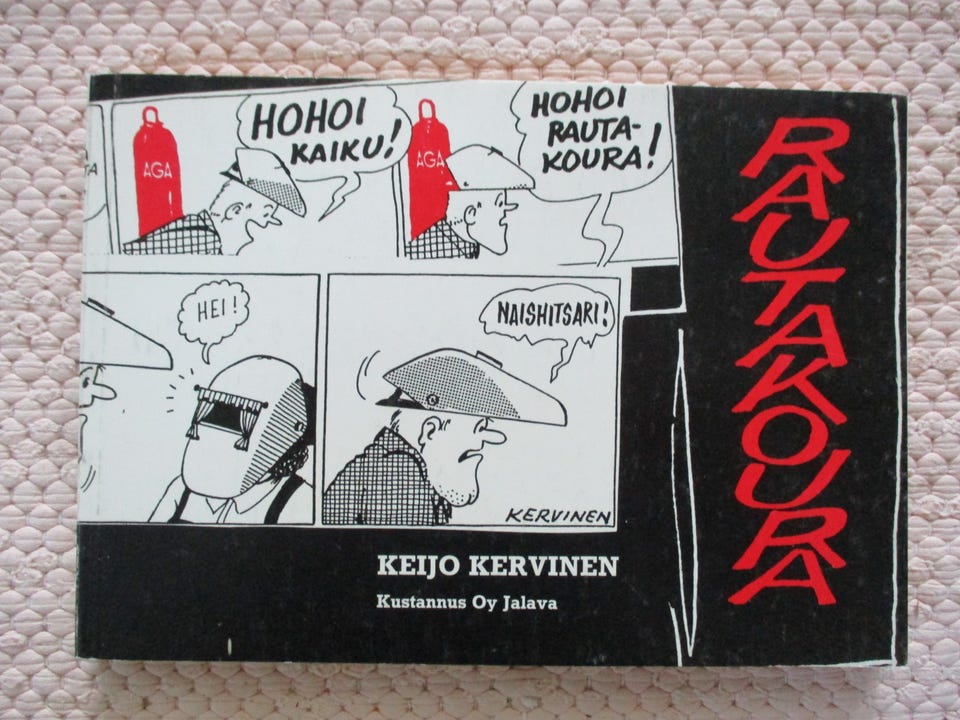 AGA
HOHOI
KAIKU!
AGA
HOHOI
RAUTA-
KOURA!
HEI!
NAISHITSARI!
KERVINEN
KEIJO KERVINEN
Kustannus Oy Jalava
RAUTAKOURA